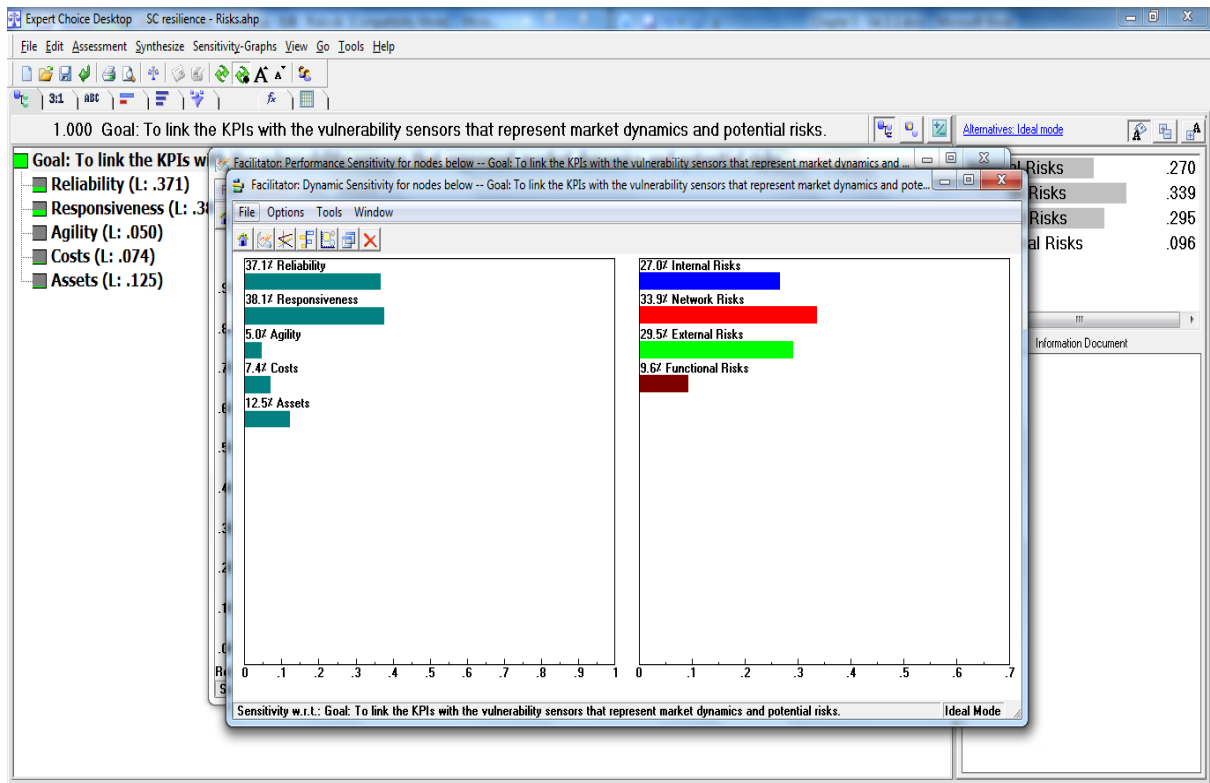 Expert Choice Desktop SC resilience - Risks.ahp
File Edit Assessment Synthesize Sensitivity-Graphs View Go Tools Help
3:1 ABC fx
1.000 Goal: To link the KPIs with the vulnerability sensors that represent market dynamics and potential risks.
Alternatives: Ideal mode
Goal: To link the KPIs w
Reliability (L: .371)
Responsiveness (L: .38
Agility (L: .050)
Costs (L: .074)
Assets (L: .125)
Facilitator: Performance Sensitivity for nodes below -- Goal: To link the KPIs with the vulnerability sensors that represent market dynamics and ...
Facilitator: Dynamic Sensitivity for nodes below -- Goal: To link the KPIs with the vulnerability sensors that represent market dynamics and pote...
File Options Tools Window
37.1% Reliability
38.1% Responsiveness
5.0% Agility
7.4% Costs
12.5% Assets
0 .1 .2 .3 .4 .5 .6 .7 .8 .9 1
27.0% Internal Risks
33.9% Network Risks
29.5% External Risks
9.6% Functional Risks
0 .1 .2 .3 .4 .5 .6 .7
Sensitivity w.r.t.: Goal: To link the KPIs with the vulnerability sensors that represent market dynamics and potential risks.
Ideal Mode
Risks .270
Risks .339
Risks .295
al Risks .096
Information Document